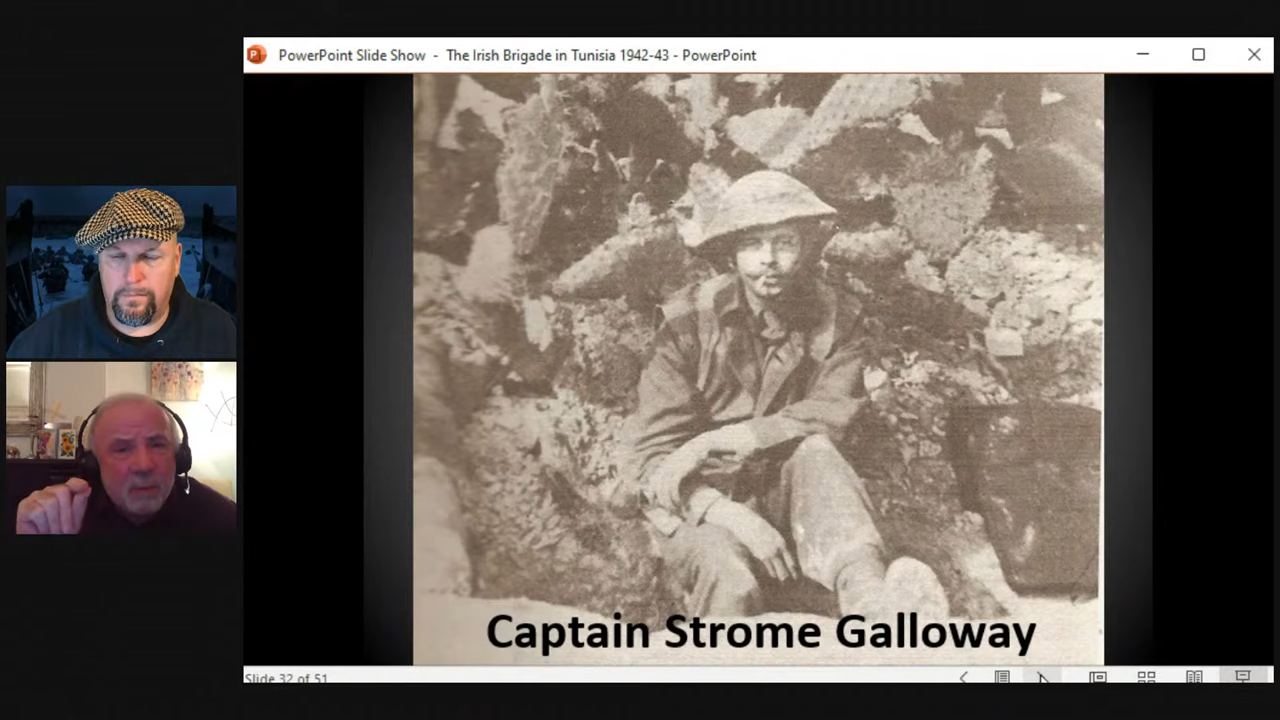 PowerPoint Slide Show - The Irish Brigade in Tunisia 1942-43 - PowerPoint
Captain Strome Galloway
Slide 32 of 51